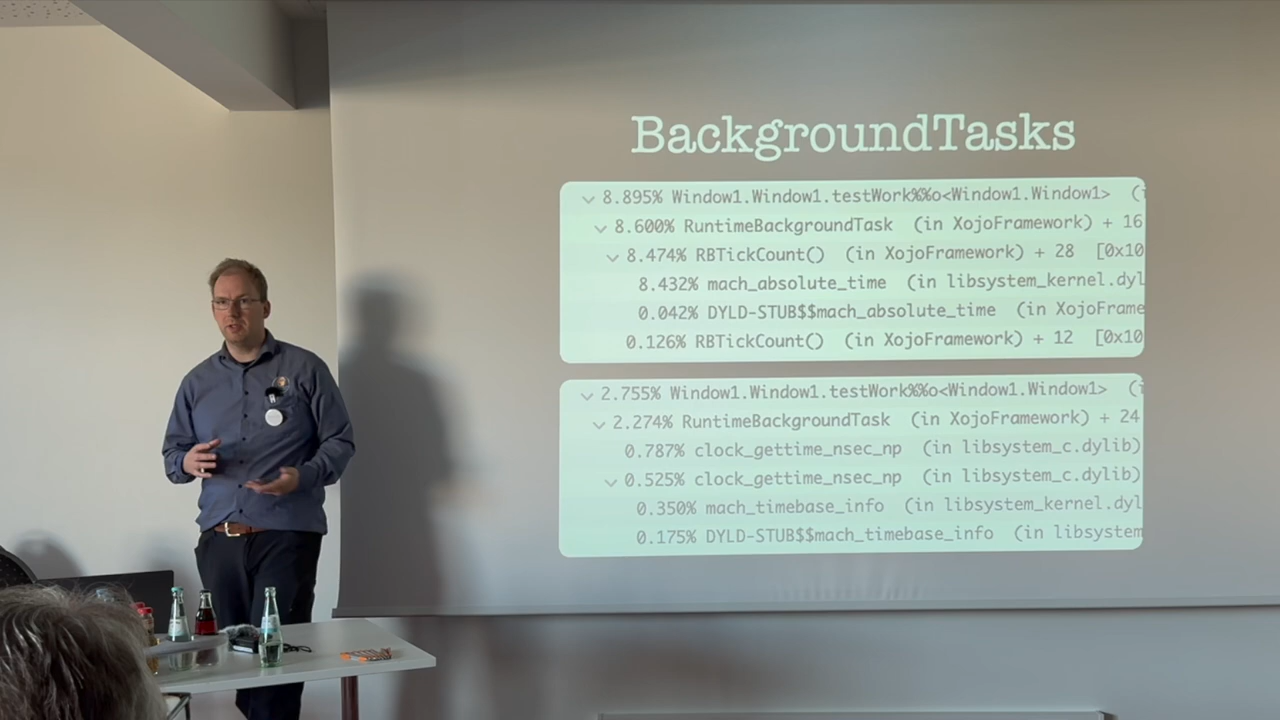 BackgroundTasks
8.895% Window1.Window1.testWork%%o<Window1.Window1> (i
8.600% RuntimeBackgroundTask (in XojoFramework) + 16
8.474% RBTickCount() (in XojoFramework) + 28 [0x10
8.432% mach_absolute_time (in libsystem_kernel.dyl
0.042% DYLD-STUB$$mach_absolute_time (in XojoFrame
0.126% RBTickCount() (in XojoFramework) + 12 [0x10
2.755% Window1.Window1.testWork%%o<Window1.Window1> (i
2.274% RuntimeBackgroundTask (in XojoFramework) + 24
0.787% clock_gettime_nsec_np (in libsystem_c.dylib)
0.525% clock_gettime_nsec_np (in libsystem_c.dylib)
0.350% mach_timebase_info (in libsystem_kernel.dyl
0.175% DYLD-STUB$$mach_timebase_info (in libsystem